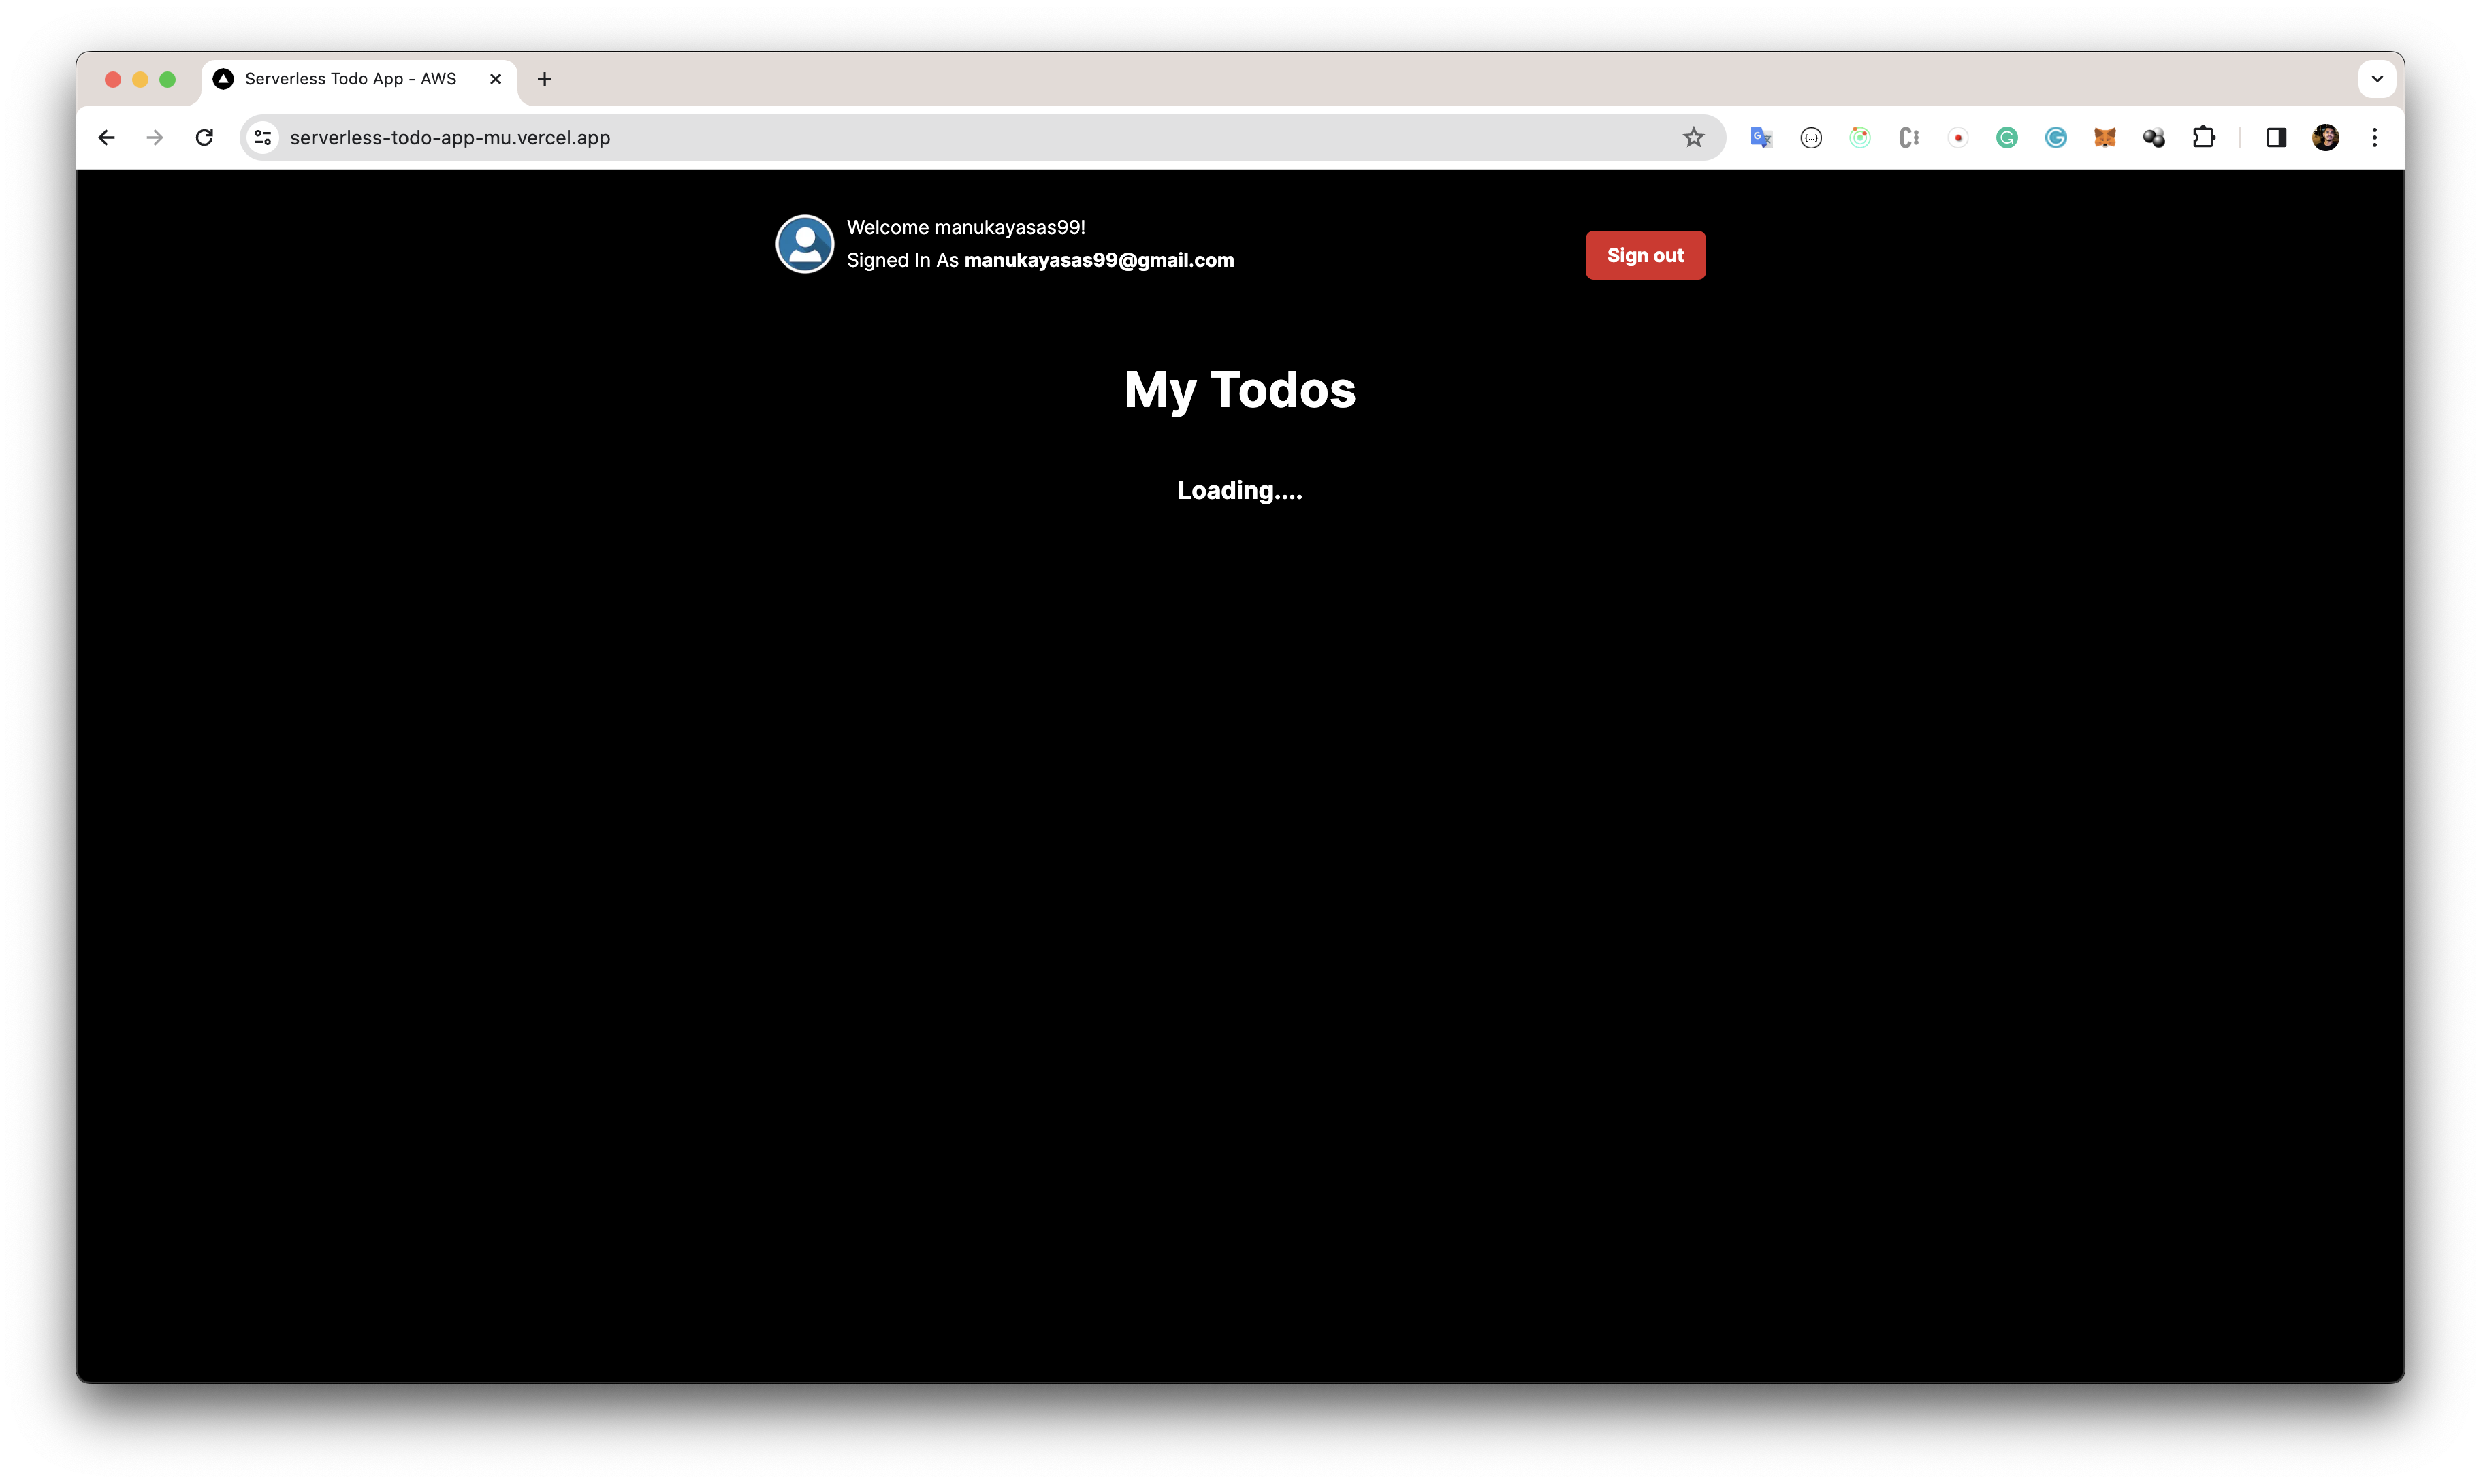 Serverless Todo App - AWS
serverless-todo-app-mu.vercel.app
Welcome manukayasas99!
Signed In As manukayasas99@gmail.com
Sign out
My Todos
Loading....